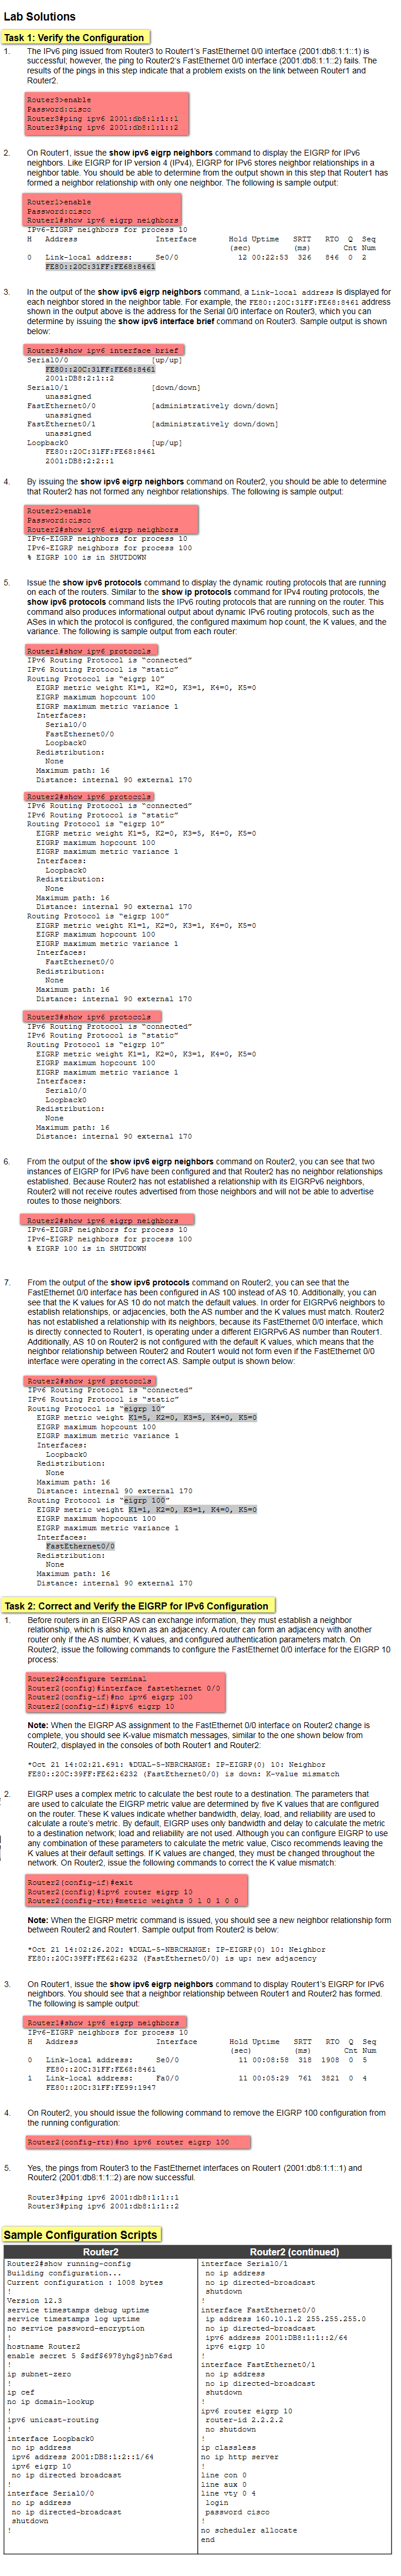 Lab Solutions
Task 1: Verify the Configuration
1. The IPv6 ping issued from Router3 to Router1's FastEthernet 0/0 interface (2001:db8:1:1::1) is
successful; however, the ping to Router2's FastEthernet 0/0 interface (2001:db8:1:1::2) fails. The
results of the pings in this step indicate that a problem exists on the link between Router1 and
Router2.
Router3>enable
Password:cisco
Router3#ping ipv6 2001:db8:1:1::1
Router3#ping ipv6 2001:db8:1:1::2
2. On Router1, issue the show ipv6 eigrp neighbors command to display the EIGRP for IPv6
neighbors. Like EIGRP for IP version 4 (IPv4), EIGRP for IPv6 stores neighbor relationships in a
neighbor table. You should be able to determine from the output shown in this step that Router1 has
formed a neighbor relationship with only one neighbor. The following is sample output:
Router1>enable
Password:cisco
Router1#show ipv6 eigrp neighbors
IPv6-EIGRP neighbors for process 10
H Address Interface Hold Uptime SRTT RTO Q Seq
(sec) (ms) Cnt Num
0 Link-local address: Se0/0 12 00:22:53 326 846 0 2
FE80::20C:31FF:FE68:8461
3. In the output of the show ipv6 eigrp neighbors command, a Link-local address is displayed for
each neighbor stored in the neighbor table. For example, the FE80::20C:31FF:FE68:8461 address
shown in the output above is the address for the Serial 0/0 interface on Router3, which you can
determine by issuing the show ipv6 interface brief command on Router3. Sample output is shown
below:
Router3#show ipv6 interface brief
Serial0/0 [up/up]
FE80::20C:31FF:FE68:8461
2001:DB8:2:1::2
Serial0/1 [down/down]
unassigned
FastEthernet0/0 [administratively down/down]
unassigned
FastEthernet0/1 [administratively down/down]
unassigned
Loopback0 [up/up]
FE80::20C:31FF:FE68:8461
2001:DB8:2:2::1
4. By issuing the show ipv6 eigrp neighbors command on Router2, you should be able to determine
that Router2 has not formed any neighbor relationships. The following is sample output:
Router2>enable
Password:cisco
Router2#show ipv6 eigrp neighbors
IPv6-EIGRP neighbors for process 10
IPv6-EIGRP neighbors for process 100
% EIGRP 100 is in SHUTDOWN
5. Issue the show ipv6 protocols command to display the dynamic routing protocols that are running
on each of the routers. Similar to the show ip protocols command for IPv4 routing protocols, the
show ipv6 protocols command lists the IPv6 routing protocols that are running on the router. This
command also produces informational output about dynamic IPv6 routing protocols, such as the
ASes in which the protocol is configured, the configured maximum hop count, the K values, and the
variance. The following is sample output from each router:
Router1#show ipv6 protocols
IPv6 Routing Protocol is "connected"
IPv6 Routing Protocol is "static"
Routing Protocol is "eigrp 10"
EIGRP metric weight K1=1, K2=0, K3=1, K4=0, K5=0
EIGRP maximum hopcount 100
EIGRP maximum metric variance 1
Interfaces:
Serial0/0
FastEthernet0/0
Loopback0
Redistribution:
None
Maximum path: 16
Distance: internal 90 external 170
Router2#show ipv6 protocols
IPv6 Routing Protocol is "connected"
IPv6 Routing Protocol is "static"
Routing Protocol is "eigrp 10"
EIGRP metric weight K1=5, K2=0, K3=5, K4=0, K5=0
EIGRP maximum hopcount 100
EIGRP maximum metric variance 1
Interfaces:
Loopback0
Redistribution:
None
Maximum path: 16
Distance: internal 90 external 170
Routing Protocol is "eigrp 100"
EIGRP metric weight K1=1, K2=0, K3=1, K4=0, K5=0
EIGRP maximum hopcount 100
EIGRP maximum metric variance 1
Interfaces:
FastEthernet0/0
Redistribution:
None
Maximum path: 16
Distance: internal 90 external 170
Router3#show ipv6 protocols
IPv6 Routing Protocol is "connected"
IPv6 Routing Protocol is "static"
Routing Protocol is "eigrp 10"
EIGRP metric weight K1=1, K2=0, K3=1, K4=0, K5=0
EIGRP maximum hopcount 100
EIGRP maximum metric variance 1
Interfaces:
Serial0/0
Loopback0
Redistribution:
None
Maximum path: 16
Distance: internal 90 external 170
6. From the output of the show ipv6 eigrp neighbors command on Router2, you can see that two
instances of EIGRP for IPv6 have been configured and that Router2 has no neighbor relationships
established. Because Router2 has not established a relationship with its EIGRPv6 neighbors,
Router2 will not receive routes advertised from those neighbors and will not be able to advertise
routes to those neighbors:
Router2#show ipv6 eigrp neighbors
IPv6-EIGRP neighbors for process 10
IPv6-EIGRP neighbors for process 100
% EIGRP 100 is in SHUTDOWN
7. From the output of the show ipv6 protocols command on Router2, you can see that the
FastEthernet 0/0 interface has been configured in AS 100 instead of AS 10. Additionally, you can
see that the K values for AS 10 do not match the default values. In order for EIGRPv6 neighbors to
establish relationships, or adjacencies, both the AS number and the K values must match. Router2
has not established a relationship with its neighbors, because its FastEthernet 0/0 interface, which
is directly connected to Router1, is operating under a different EIGRPv6 AS number than Router1.
Additionally, AS 10 on Router2 is not configured with the default K values, which means that the
neighbor relationship between Router2 and Router1 would not form even if the FastEthernet 0/0
interface were operating in the correct AS. Sample output is shown below:
Router2#show ipv6 protocols
IPv6 Routing Protocol is "connected"
IPv6 Routing Protocol is "static"
Routing Protocol is "eigrp 10"
EIGRP metric weight K1=5, K2=0, K3=5, K4=0, K5=0
EIGRP maximum hopcount 100
EIGRP maximum metric variance 1
Interfaces:
Loopback0
Redistribution:
None
Maximum path: 16
Distance: internal 90 external 170
Routing Protocol is "eigrp 100"
EIGRP metric weight K1=1, K2=0, K3=1, K4=0, K5=0
EIGRP maximum hopcount 100
EIGRP maximum metric variance 1
Interfaces:
FastEthernet0/0
Redistribution:
None
Maximum path: 16
Distance: internal 90 external 170
Task 2: Correct and Verify the EIGRP for IPv6 Configuration
1. Before routers in an EIGRP AS can exchange information, they must establish a neighbor
relationship, which is also known as an adjacency. A router can form an adjacency with another
router only if the AS number, K values, and configured authentication parameters match. On
Router2, issue the following commands to configure the FastEthernet 0/0 interface for the EIGRP 10
process:
Router2#configure terminal
Router2(config)#interface fastethernet 0/0
Router2(config-if)#no ipv6 eigrp 100
Router2(config-if)#ipv6 eigrp 10
Note: When the EIGRP AS assignment to the FastEthernet 0/0 interface on Router2 change is
complete, you should see K-value mismatch messages, similar to the one shown below from
Router2, displayed in the consoles of both Router1 and Router2:
*Oct 21 14:02:21.691: %DUAL-5-NBRCHANGE: IP-EIGRP(0) 10: Neighbor
FE80::20C:39FF:FE62:6232 (FastEthernet0/0) is down: K-value mismatch
2. EIGRP uses a complex metric to calculate the best route to a destination. The parameters that
are used to calculate the EIGRP metric value are determined by five K values that are configured
on the router. These K values indicate whether bandwidth, delay, load, and reliability are used to
calculate a route's metric. By default, EIGRP uses only bandwidth and delay to calculate the metric
to a destination network; load and reliability are not used. Although you can configure EIGRP to use
any combination of these parameters to calculate the metric value, Cisco recommends leaving the
K values at their default settings. If K values are changed, they must be changed throughout the
network. On Router2, issue the following commands to correct the K value mismatch:
Router2(config-if)#exit
Router2(config)#ipv6 router eigrp 10
Router2(config-rtr)#metric weights 0 1 0 1 0 0
Note: When the EIGRP metric command is issued, you should see a new neighbor relationship form
between Router2 and Router1. Sample output from Router2 is below:
*Oct 21 14:02:26.202: %DUAL-5-NBRCHANGE: IP-EIGRP(0) 10: Neighbor
FE80::20C:39FF:FE62:6232 (FastEthernet0/0) is up: new adjacency
3. On Router1, issue the show ipv6 eigrp neighbors command to display Router1's EIGRP for IPv6
neighbors. You should see that a neighbor relationship between Router1 and Router2 has formed.
The following is sample output:
Router1#show ipv6 eigrp neighbors
IPv6-EIGRP neighbors for process 10
H Address Interface Hold Uptime SRTT RTO Q Seq
(sec) (ms) Cnt Num
0 Link-local address: Se0/0 11 00:08:58 318 1908 0 5
FE80::20C:31FF:FE68:8461
1 Link-local address: Fa0/0 11 00:05:29 761 3821 0 4
FE80::20C:31FF:FE99:1947
4. On Router2, you should issue the following command to remove the EIGRP 100 configuration from
the running configuration:
Router2(config-rtr)#no ipv6 router eigrp 100
5. Yes, the pings from Router3 to the FastEthernet interfaces on Router1 (2001:db8:1:1::1) and
Router2 (2001:db8:1:1::2) are now successful.
Router3#ping ipv6 2001:db8:1:1::1
Router3#ping ipv6 2001:db8:1:1::2
Sample Configuration Scripts
Router2
Router2#show running-config
Building configuration...
Current configuration : 1008 bytes
!
Version 12.3
service timestamps debug uptime
service timestamps log uptime
no service password-encryption
!
hostname Router2
enable secret 5 $sdf$6978yhg$jnb76sd
!
ip subnet-zero
!
ip cef
no ip domain-lookup
!
ipv6 unicast-routing
!
interface Loopback0
no ip address
ipv6 address 2001:DB8:1:2::1/64
ipv6 eigrp 10
no ip directed broadcast
!
interface Serial0/0
no ip address
no ip directed-broadcast
shutdown
!
Router2 (continued)
interface Serial0/1
no ip address
no ip directed-broadcast
shutdown
!
interface FastEthernet0/0
ip address 160.10.1.2 255.255.255.0
no ip directed-broadcast
ipv6 address 2001:DB8:1:1::2/64
ipv6 eigrp 10
!
interface FastEthernet0/1
no ip address
no ip directed-broadcast
shutdown
!
ipv6 router eigrp 10
router-id 2.2.2.2
no shutdown
!
ip classless
no ip http server
!
line con 0
line aux 0
line vty 0 4
login
password cisco
!
no scheduler allocate
end